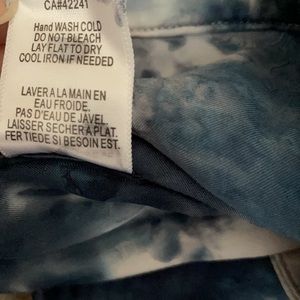 CA#42241
Hand WASH COLD
DO NOT BLEACH
LAY FLAT TO DRY
COOL IRON IF NEEDED
LAVER A LA MAIN EN
EAU FROIDE.
PAS D'EAU DE JAVEL.
LAISSER SECHER A PLAT.
FER TIEDE SI BESOIN EST.